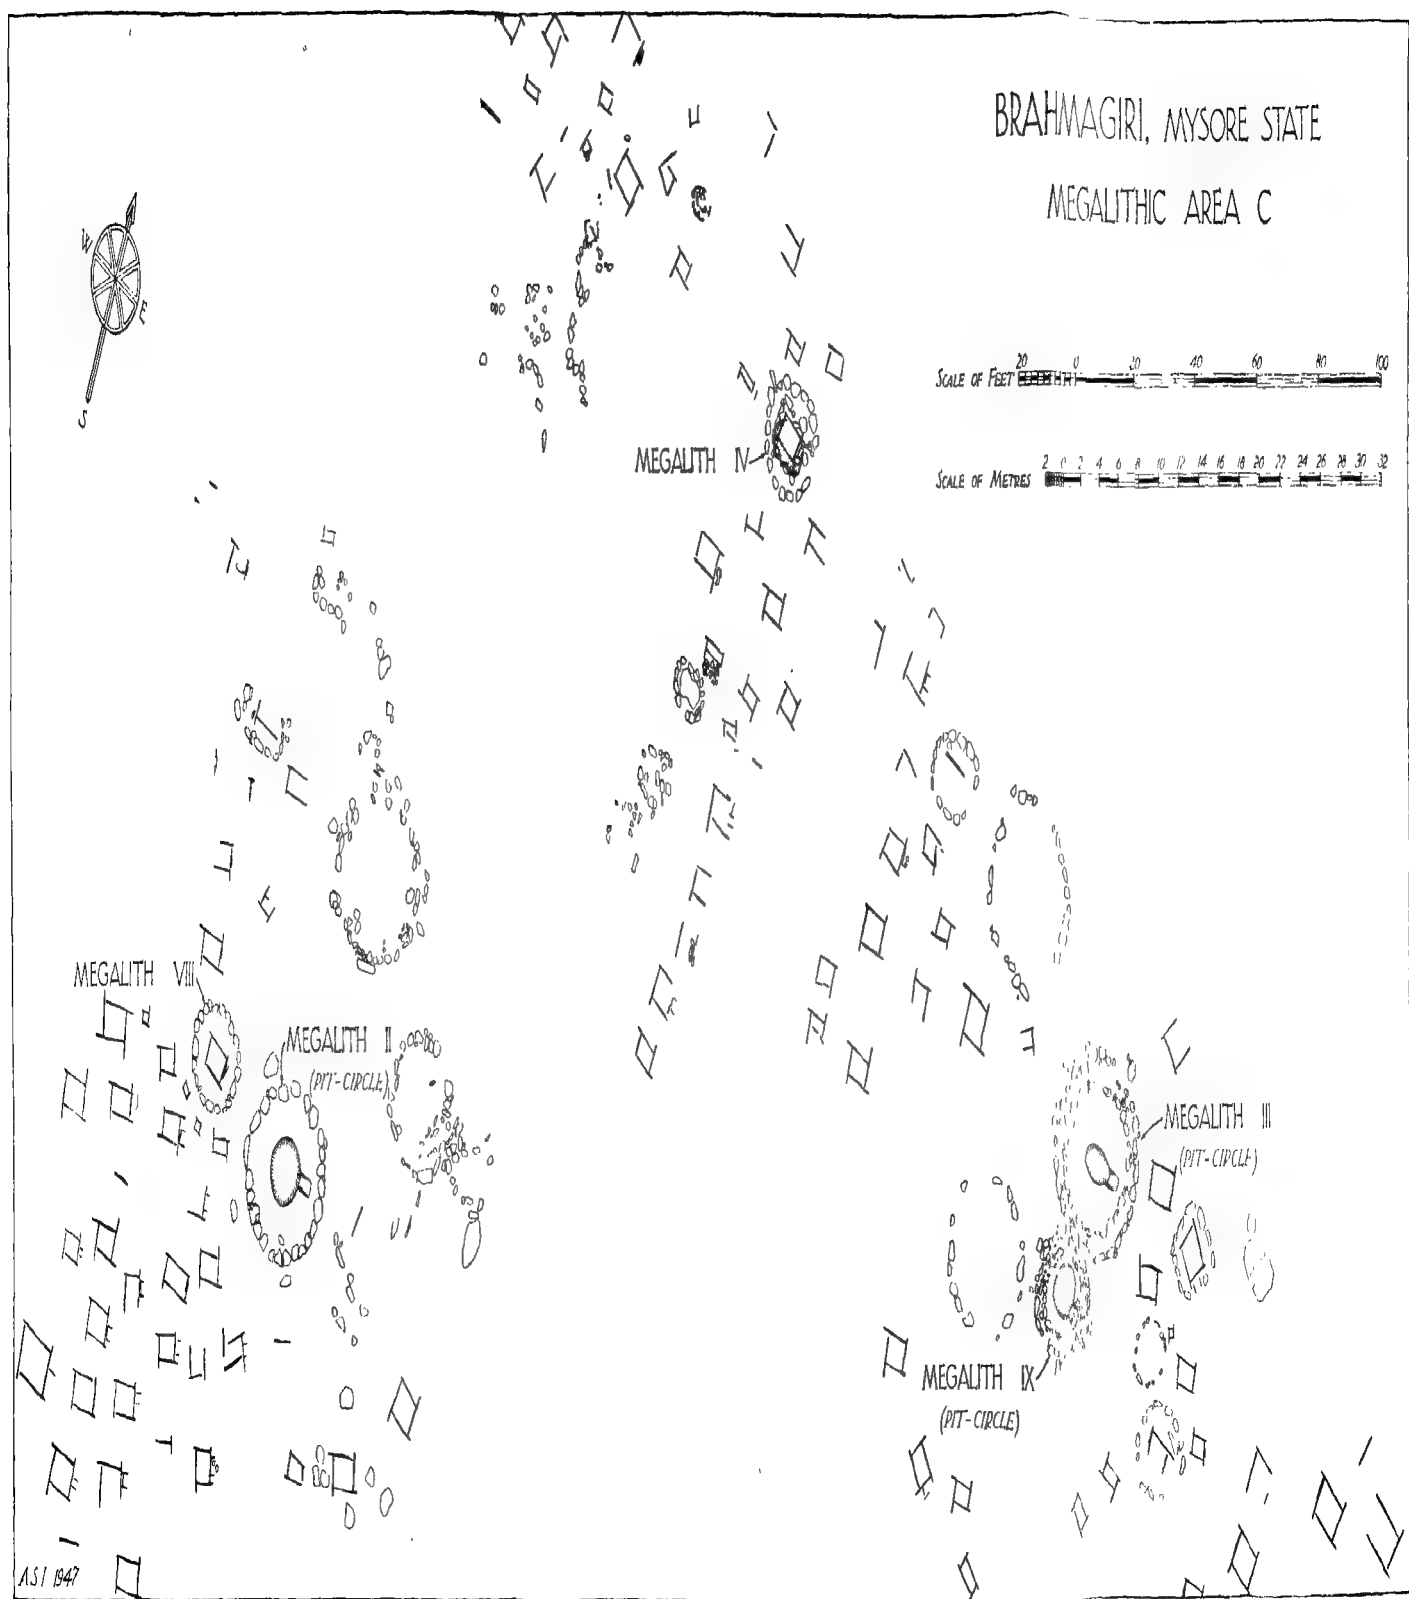 BRAHMAGIRI, MYSORE STATE
MEGALITHIC AREA C
W
E
S
SCALE OF FEET 20 0 20 40 60 80 100
SCALE OF METRES 2 0 2 4 6 8 10 12 14 16 18 20 22 24 26 28 30 32
MEGALITH IV
MEGALITH VIII
MEGALITH II
(PIT-CIRCLE)
MEGALITH III
(PIT-CIRCLE)
MEGALITH IX
(PIT-CIRCLE)
A.S.I 1947